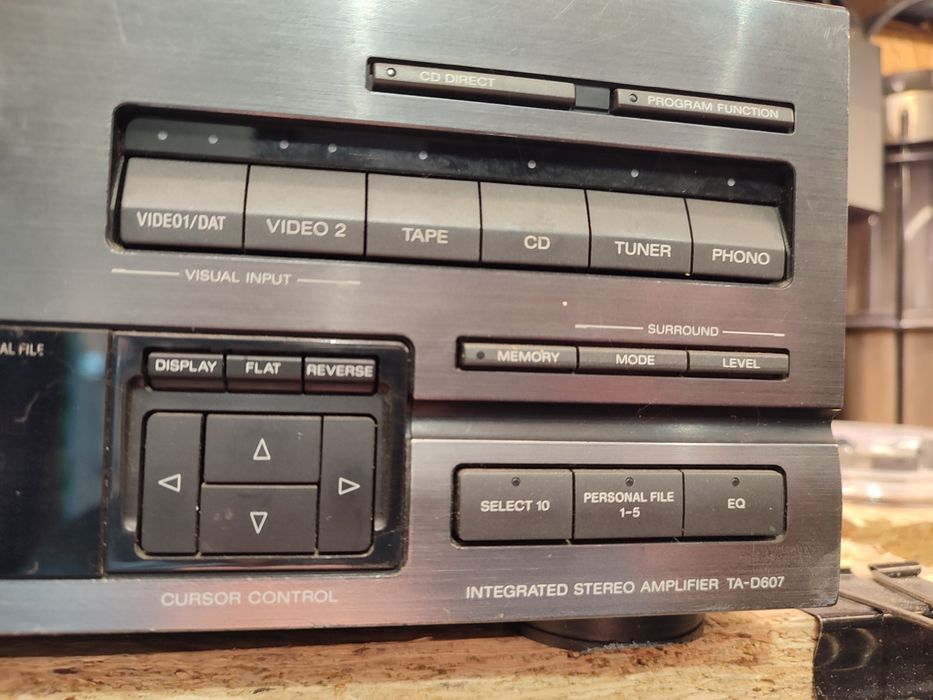 CD DIRECT
PROGRAM FUNCTION
VIDEO1/DAT
VIDEO 2
TAPE
CD
TUNER
PHONO
VISUAL INPUT
SURROUND
AL FILE
DISPLAY
FLAT
REVERSE
MEMORY
MODE
LEVEL
SELECT 10
PERSONAL FILE
1-5
EQ
CURSOR CONTROL
INTEGRATED STEREO AMPLIFIER TA-D607